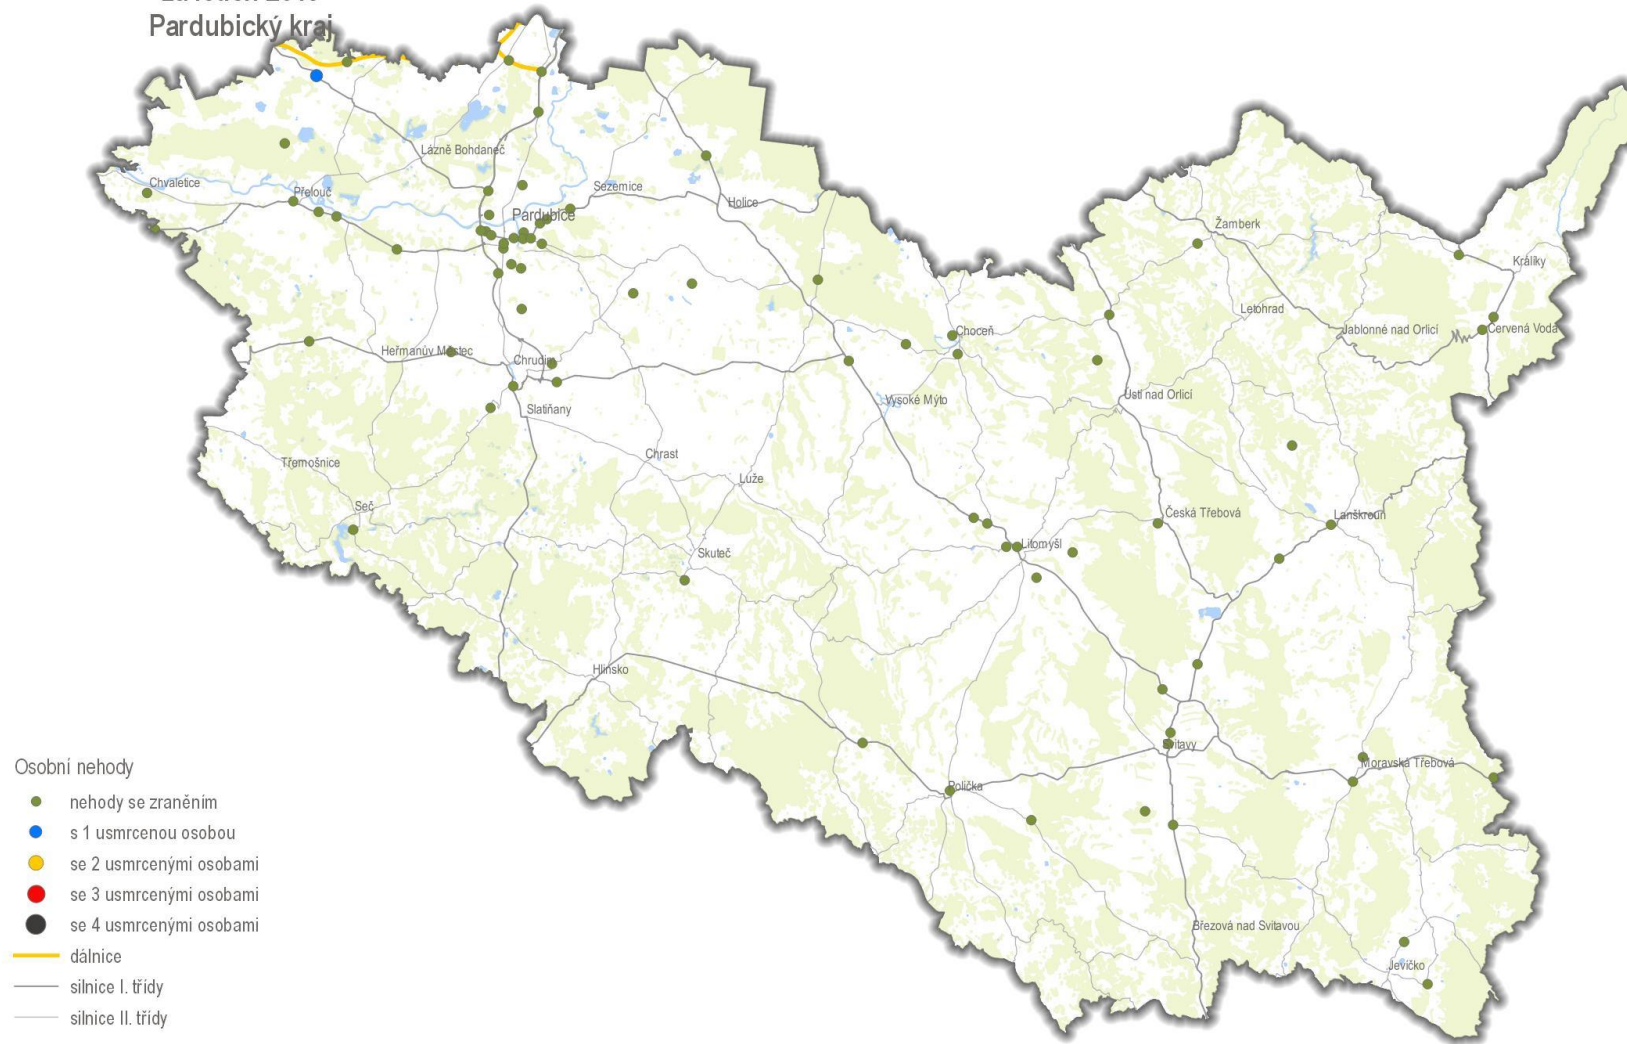 Pardubický kraj
Lázně Bohdaneč
Chvaletice
Přelouč
Sezemice
Holice
Pardubice
Žamberk
Králíky
Letohrad
Jablonné nad Orlicí
Červená Voda
Choceň
Heřmanův Městec
Chrudim
Ústí nad Orlicí
Vysoké Mýto
Slatiňany
Chrast
Třemošnice
Luže
Seč
Česká Třebová
Lanškroun
Litomyšl
Skuteč
Hlinsko
Svitavy
Moravská Třebová
Polička
Březová nad Svitavou
Jevíčko
Osobní nehody
nehody se zraněním
s 1 usmrcenou osobou
se 2 usmrcenými osobami
se 3 usmrcenými osobami
se 4 usmrcenými osobami
dálnice
silnice I. třídy
silnice II. třídy